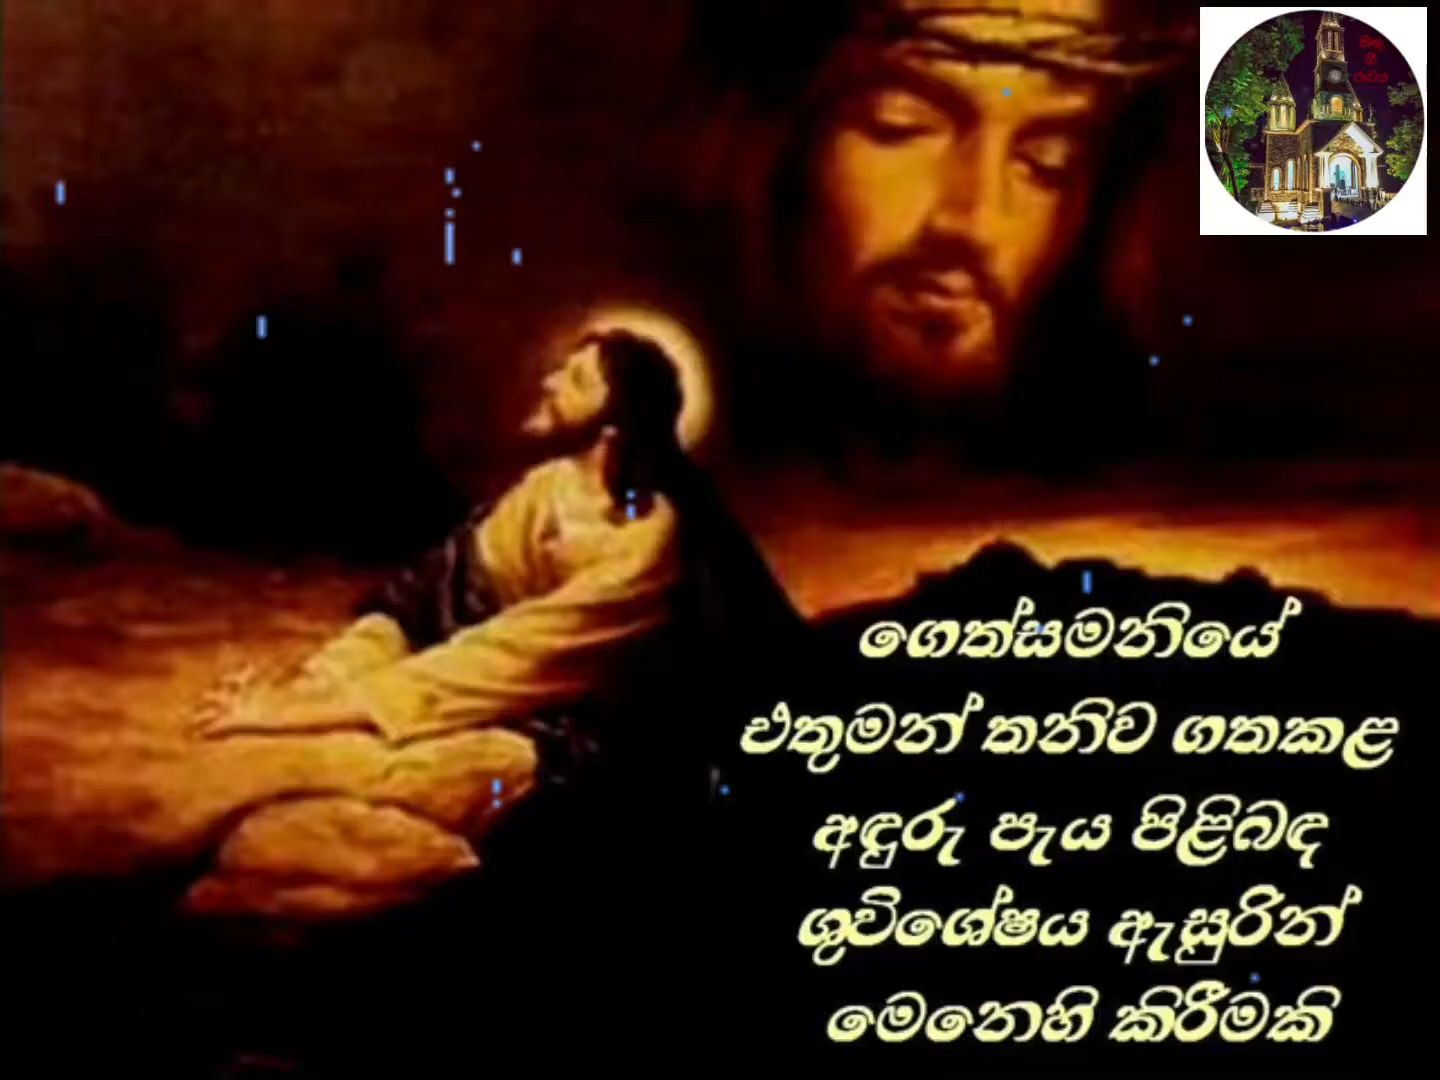 ගෙත්සමනියේ
එතුමන් තනිව ගතකළ
අඳුරු පැය පිළිබඳ
ශුවිශේෂය ඇසුරින්
මෙනෙහි කිරීමකි